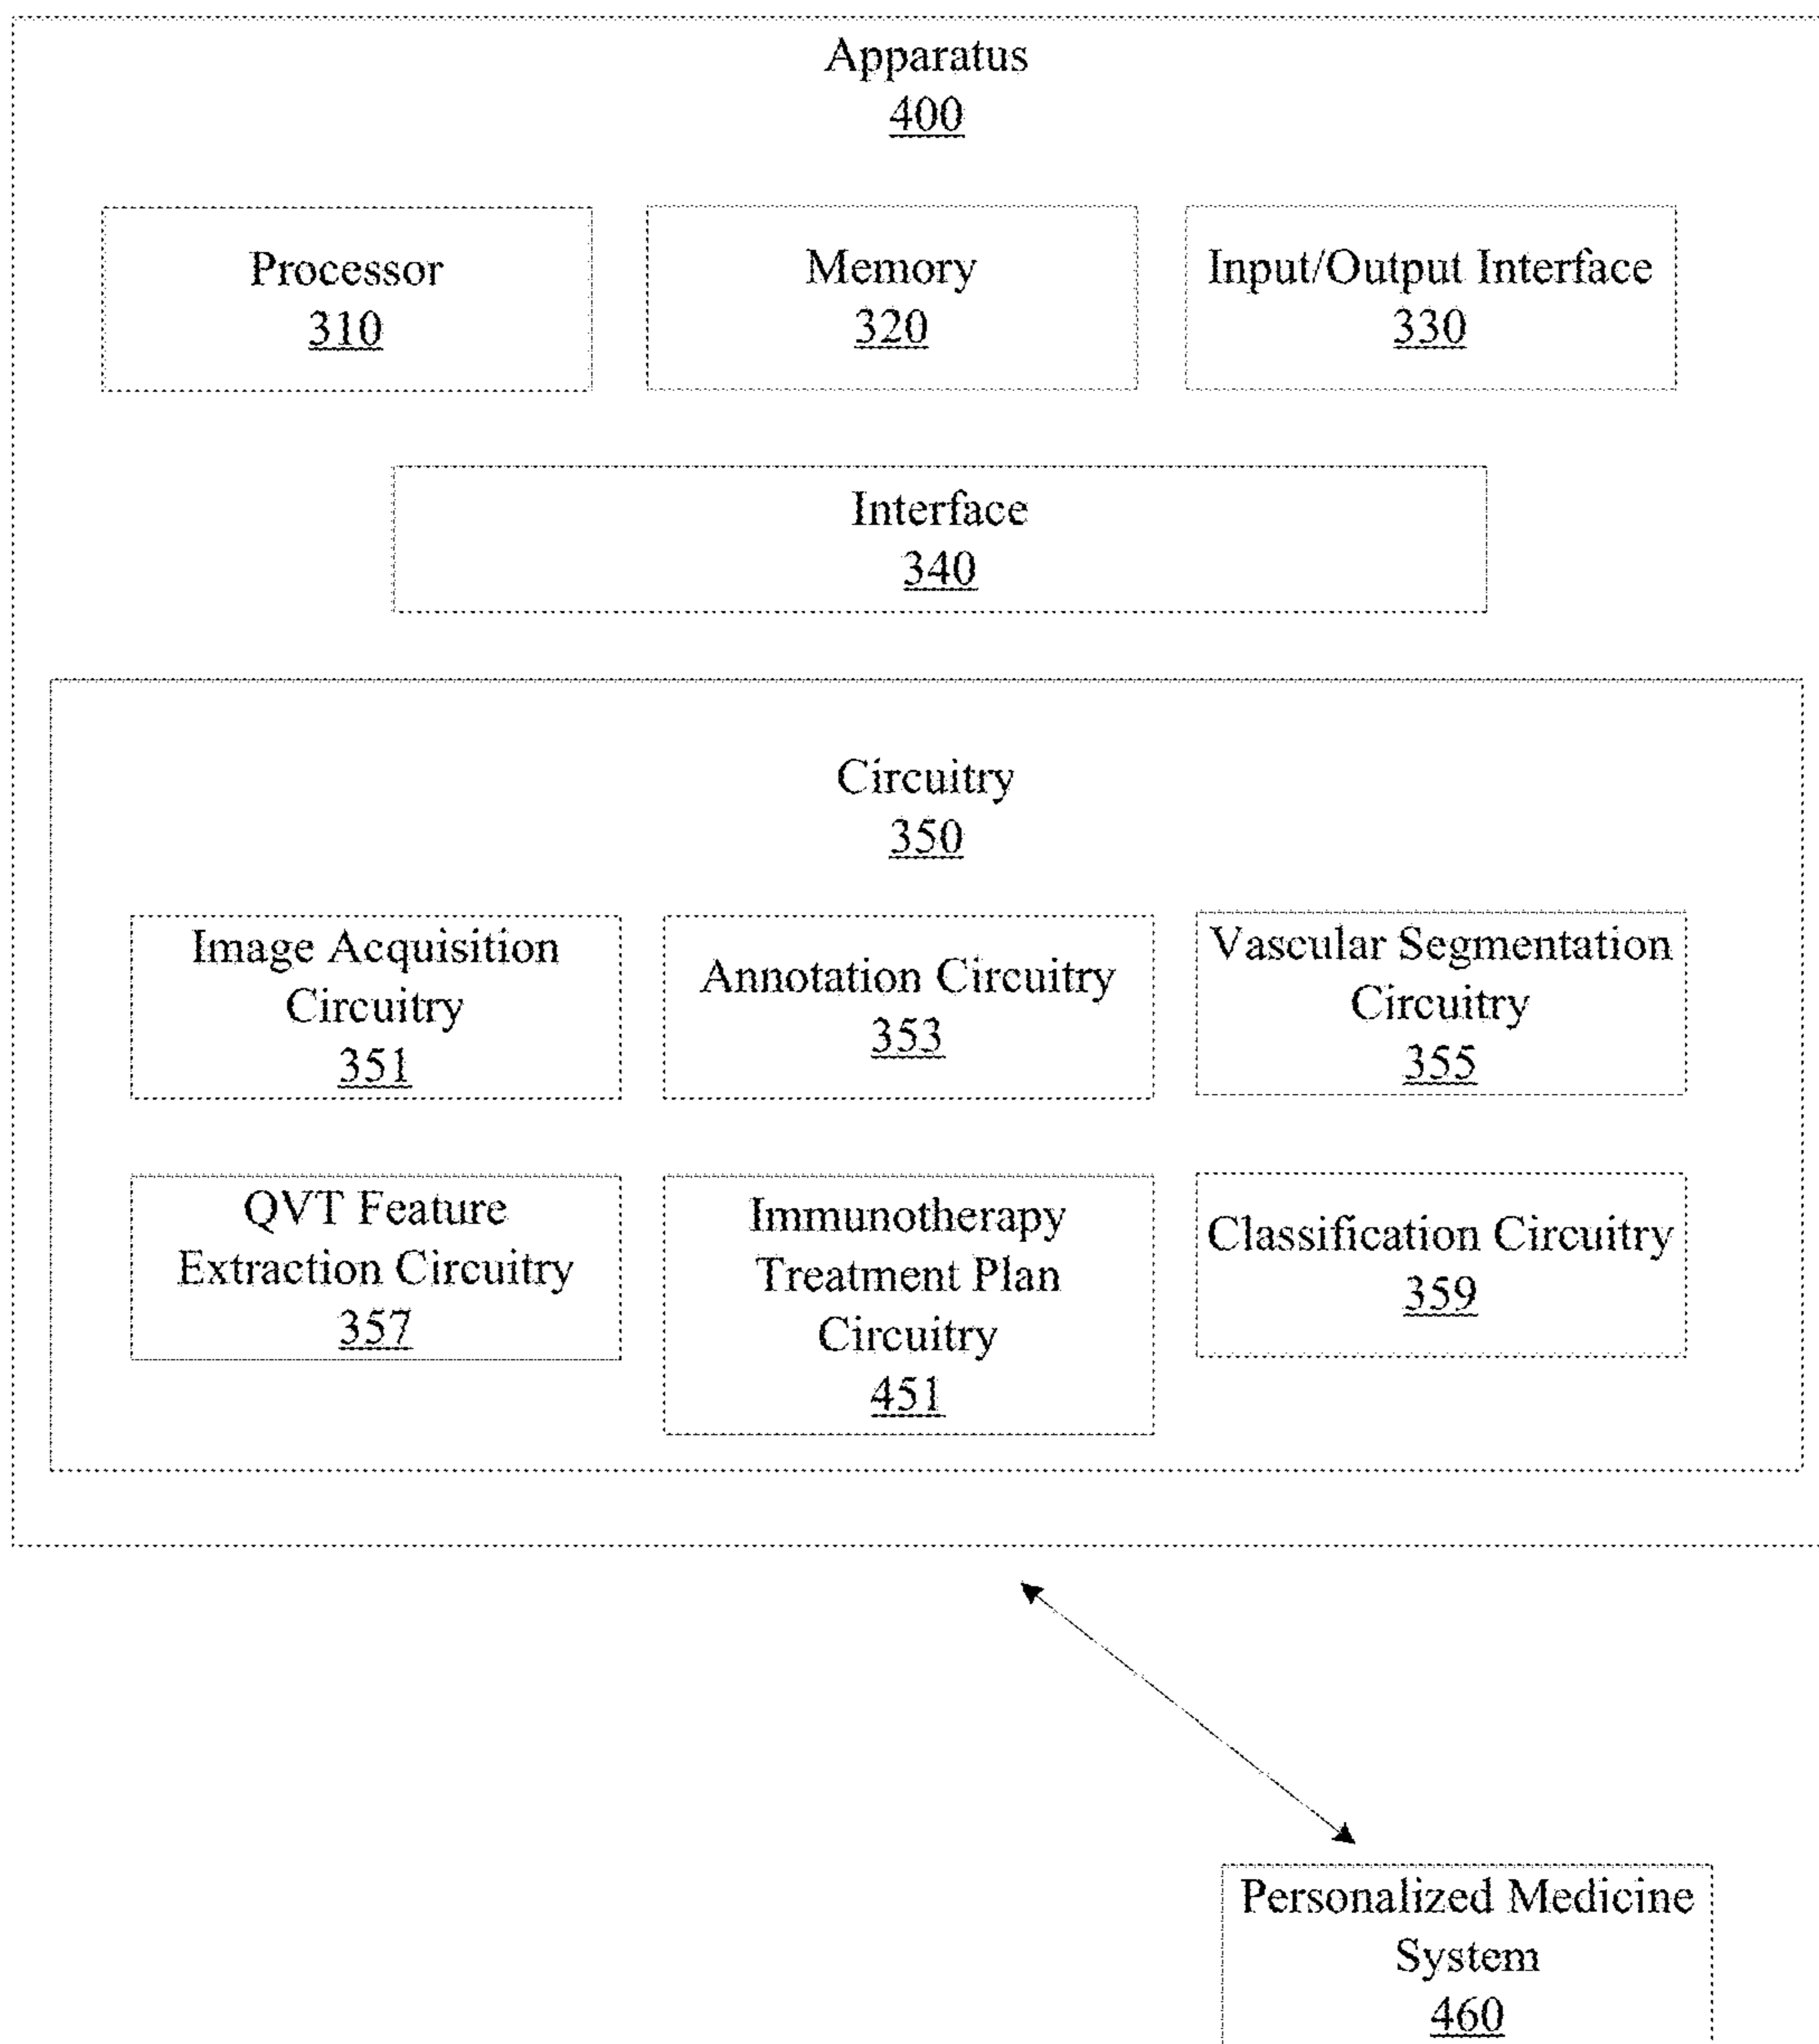 Apparatus
400
Processor
310
Memory
320
Input/Output Interface
330
Interface
340
Circuitry
350
Image Acquisition
Circuitry
351
Annotation Circuitry
353
Vascular Segmentation
Circuitry
355
QVT Feature
Extraction Circuitry
357
Immunotherapy
Treatment Plan
Circuitry
451
Classification Circuitry
359
Personalized Medicine
System
460